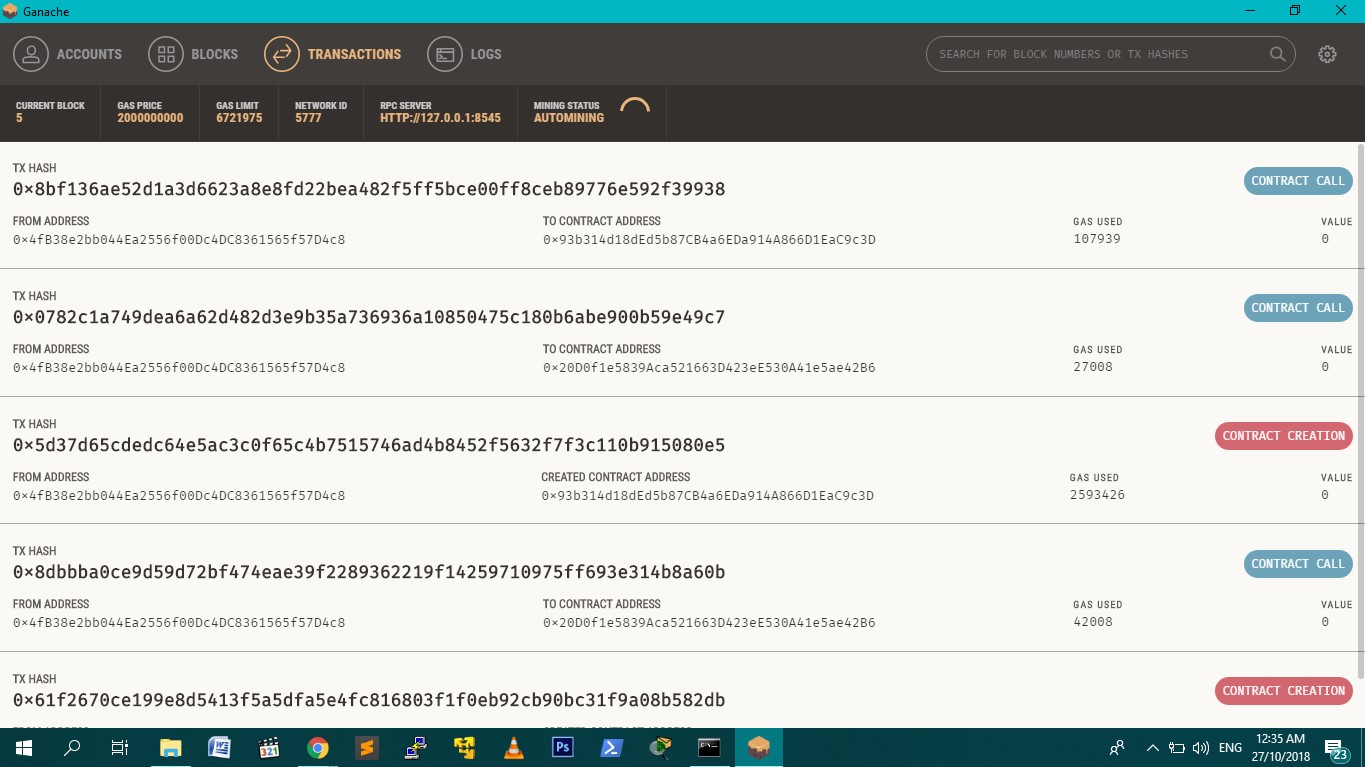 Ganache
ACCOUNTS BLOCKS TRANSACTIONS LOGS SEARCH FOR BLOCK NUMBERS OR TX HASHES
CURRENT BLOCK GAS PRICE GAS LIMIT NETWORK ID RPC SERVER MINING STATUS
5 2000000000 6721975 5777 HTTP://127.0.0.1:8545 AUTOMINING
TX HASH
0×8bf136ae52d1a3d6623a8e8fd22bea482f5ff5bce00ff8ceb89776e592f39938 CONTRACT CALL
FROM ADDRESS TO CONTRACT ADDRESS GAS USED VALUE
0×4fB38e2bb044Ea2556f00Dc4DC8361565f57D4c8 0×93b314d18dEd5b87CB4a6EDa914A866D1EaC9c3D 107939 0
TX HASH
0×0782c1a749dea6a62d482d3e9b35a736936a10850475c180b6abe900b59e49c7 CONTRACT CALL
FROM ADDRESS TO CONTRACT ADDRESS GAS USED VALUE
0×4fB38e2bb044Ea2556f00Dc4DC8361565f57D4c8 0×20D0f1e5839Aca521663D423eE530A41e5ae42B6 27008 0
TX HASH
0×5d37d65cdedc64e5ac3c0f65c4b7515746ad4b8452f5632f7f3c110b915080e5 CONTRACT CREATION
FROM ADDRESS CREATED CONTRACT ADDRESS GAS USED VALUE
0×4fB38e2bb044Ea2556f00Dc4DC8361565f57D4c8 0×93b314d18dEd5b87CB4a6EDa914A866D1EaC9c3D 2593426 0
TX HASH
0×8dbbba0ce9d59d72bf474eae39f2289362219f14259710975ff693e314b8a60b CONTRACT CALL
FROM ADDRESS TO CONTRACT ADDRESS GAS USED VALUE
0×4fB38e2bb044Ea2556f00Dc4DC8361565f57D4c8 0×20D0f1e5839Aca521663D423eE530A41e5ae42B6 42008 0
TX HASH
0×61f2670ce199e8d5413f5a5dfa5e4fc816803f1f0eb92cb90bc31f9a08b582db CONTRACT CREATION
321 Ps ENG 12:35 AM
27/10/2018 23